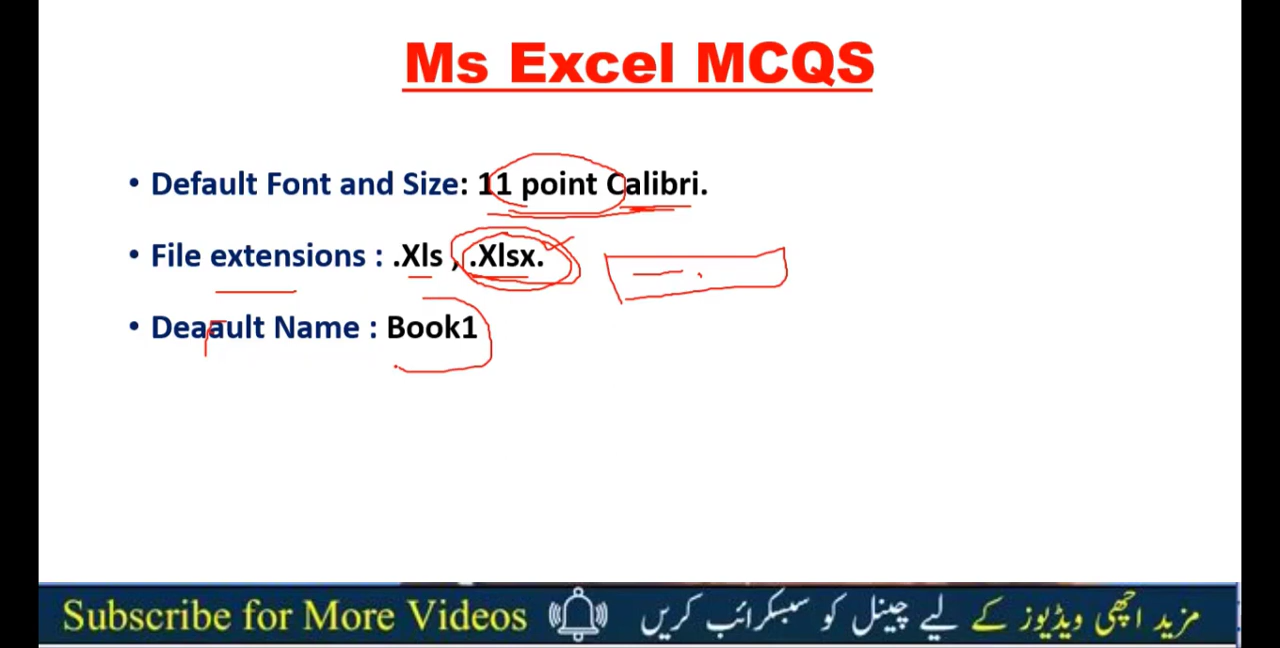 Ms Excel MCQS
• Default Font and Size: 11 point Calibri.
• File extensions : .Xls , .Xlsx.
• Deaault Name : Book1
Subscribe for More Videos مزید اچھی ویڈیوز کے لیے چینل کو سبسکرائب کریں